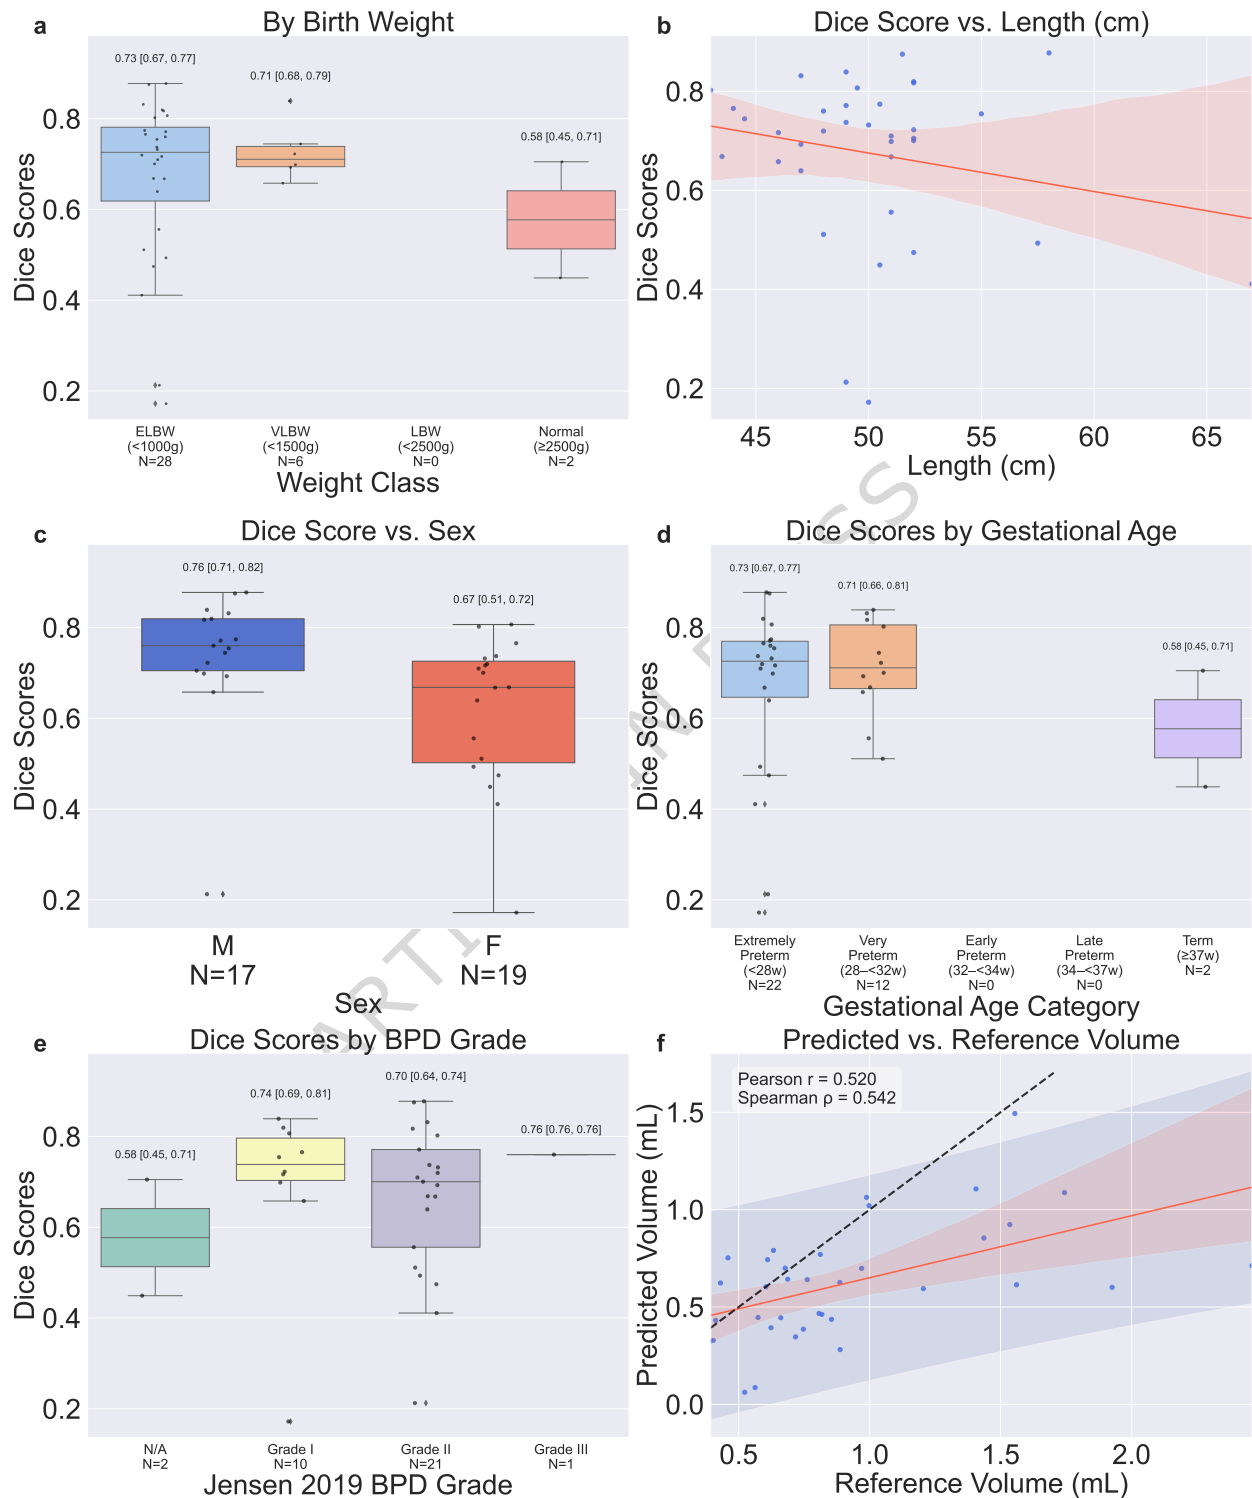 a
By Birth Weight
0.73 [0.67, 0.77]
0.71 [0.68, 0.79]
0.58 [0.45, 0.71]
Dice Scores
0.8
0.6
0.4
0.2
ELBW
(<1000g)
N=28
VLBW
(<1500g)
N=6
LBW
(<2500g)
N=0
Normal
(≥2500g)
N=2
Weight Class
b
Dice Score vs. Length (cm)
Dice Scores
0.8
0.6
0.4
0.2
45
50
55
60
65
Length (cm)
c
Dice Score vs. Sex
0.76 [0.71, 0.82]
0.67 [0.51, 0.72]
Dice Scores
0.8
0.6
0.4
0.2
M
N=17
F
N=19
Sex
d
Dice Scores by Gestational Age
0.73 [0.67, 0.77]
0.71 [0.66, 0.81]
0.58 [0.45, 0.71]
Dice Scores
0.8
0.6
0.4
0.2
Extremely
Preterm
(<28w)
N=22
Very
Preterm
(28–<32w)
N=12
Early
Preterm
(32–<34w)
N=0
Late
Preterm
(34–<37w)
N=0
Term
(≥37w)
N=2
Gestational Age Category
e
Dice Scores by BPD Grade
0.58 [0.45, 0.71]
0.74 [0.69, 0.81]
0.70 [0.64, 0.74]
0.76 [0.76, 0.76]
Dice Scores
0.8
0.6
0.4
0.2
N/A
N=2
Grade I
N=10
Grade II
N=21
Grade III
N=1
Jensen 2019 BPD Grade
f
Predicted vs. Reference Volume
Pearson r = 0.520
Spearman ρ = 0.542
Predicted Volume (mL)
1.5
1.0
0.5
0.0
0.5
1.0
1.5
2.0
Reference Volume (mL)